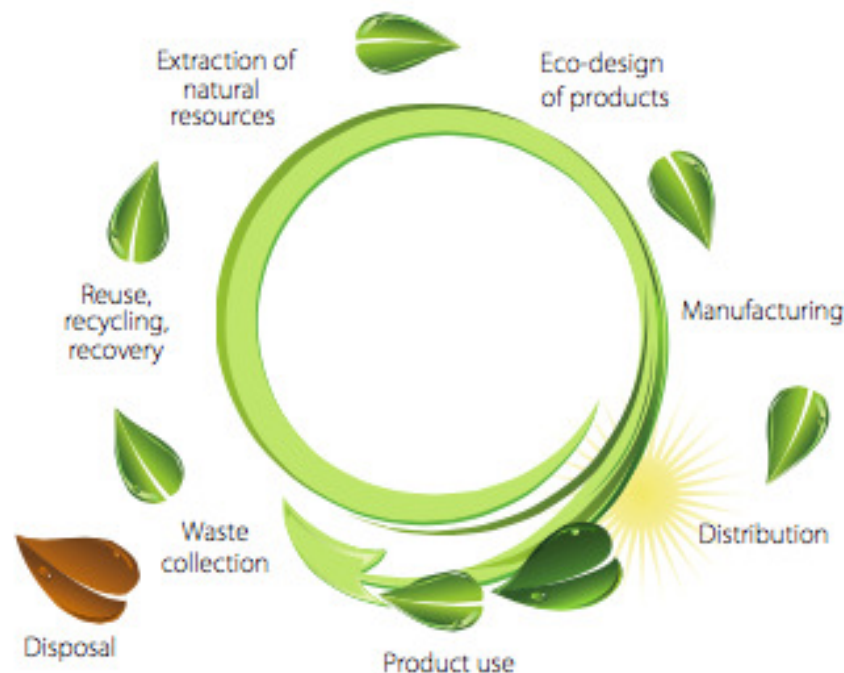 Extraction of
natural
resources
Eco-design
of products
Manufacturing
Distribution
Product use
Waste
collection
Disposal
Reuse,
recycling,
recovery